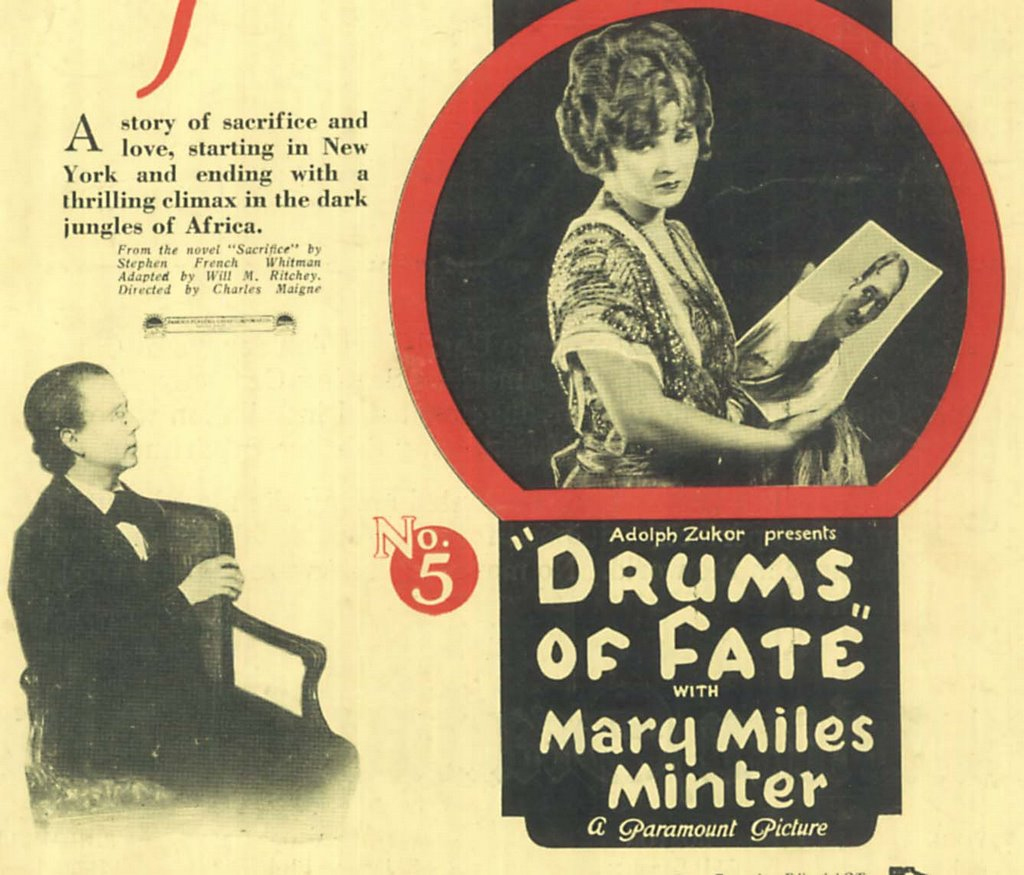 A story of sacrifice and
love, starting in New
York and ending with a
thrilling climax in the dark
jungles of Africa.
From the novel "Sacrifice" by
Stephen French Whitman
Adapted by Will M. Ritchey.
Directed by Charles Maigne
No. 5
Adolph Zukor presents
"DRUMS
OF FATE"
WITH
Mary Miles
Minter
a Paramount Picture